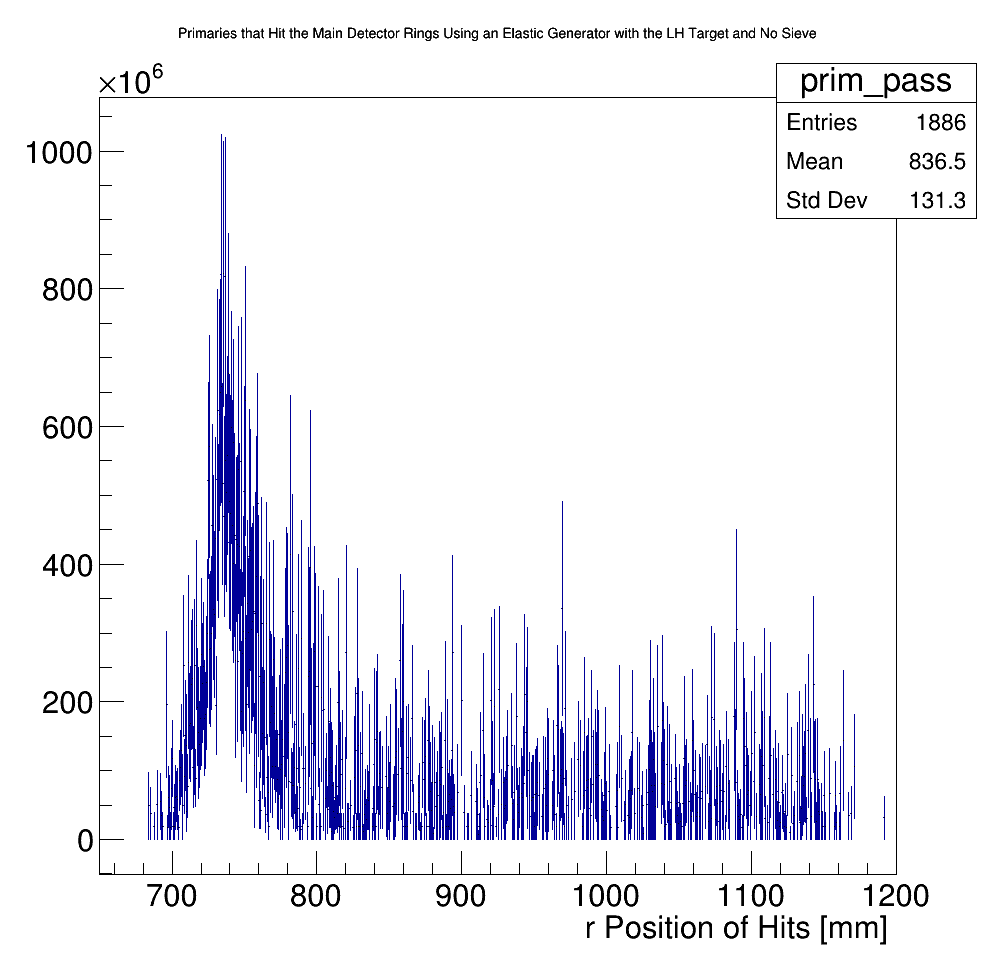 Primaries that Hit the Main Detector Rings Using an Elastic Generator with the LH Target and No Sieve
×10⁶
prim_pass
Entries 1886
Mean 836.5
Std Dev 131.3
1000
800
600
400
200
0
700 800 900 1000 1100 1200
r Position of Hits [mm]